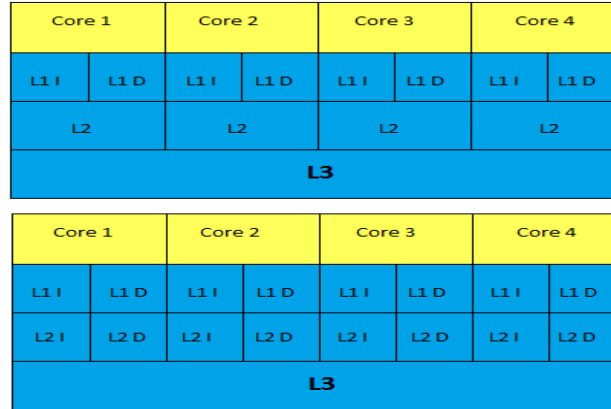 Core 1 Core 2 Core 3 Core 4
L1 I L1 D L1 I L1 D L1 I L1 D L1 I L1 D
L2 L2 L2 L2
L3
Core 1 Core 2 Core 3 Core 4
L1 I L1 D L1 I L1 D L1 I L1 D L1 I L1 D
L2 I L2 D L2 I L2 D L2 I L2 D L2 I L2 D
L3